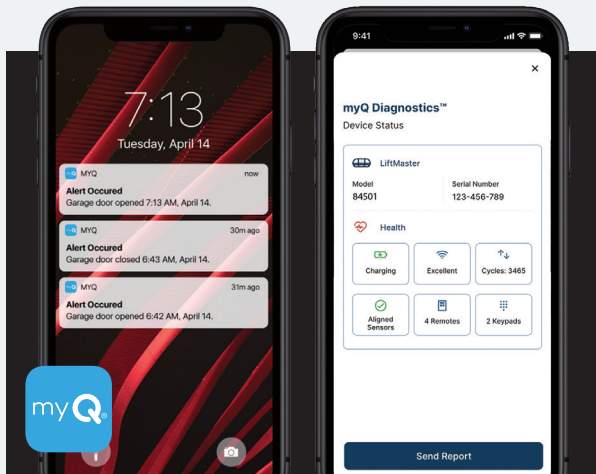 7:13
Tuesday, April 14
MYQ now
Alert Occured
Garage door opened 7:13 AM, April 14.
MYQ 30m ago
Alert Occured
Garage door closed 6:43 AM, April 14.
MYQ 31m ago
Alert Occured
Garage door opened 6:42 AM, April 14.
myQ®
9:41
myQ Diagnostics™
Device Status
LiftMaster
Model Serial Number
84501 123-456-789
Health
Charging Excellent Cycles: 3465
Aligned
Sensors 4 Remotes 2 Keypads
Send Report